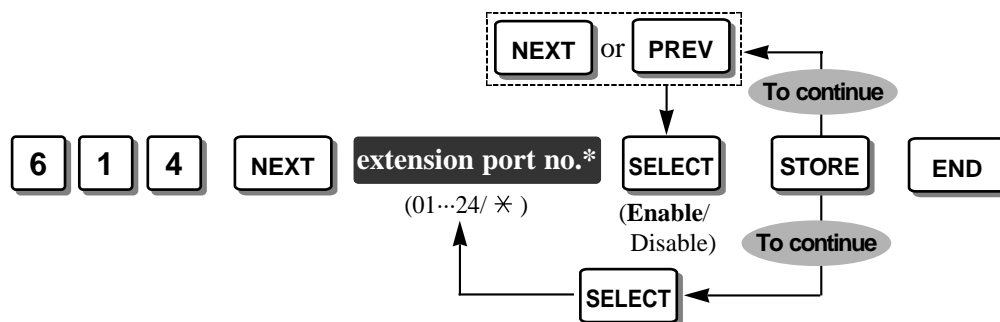 NEXT or PREV
To continue
6 1 4 NEXT extension port no.* SELECT STORE END
(01···24/ ✳ )
(Enable/
Disable)
To continue
SELECT